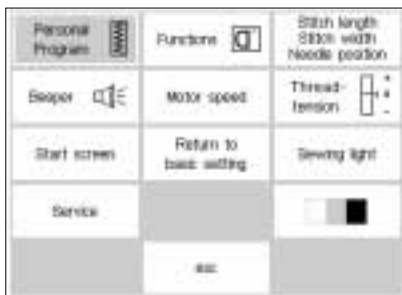 Personal
Program
Functions
Stitch length
Stitch width
Needle position
Beeper
Motor speed
Thread-
tension
+
-
Start screen
Return to
basic setting
Sewing light
Service
esc